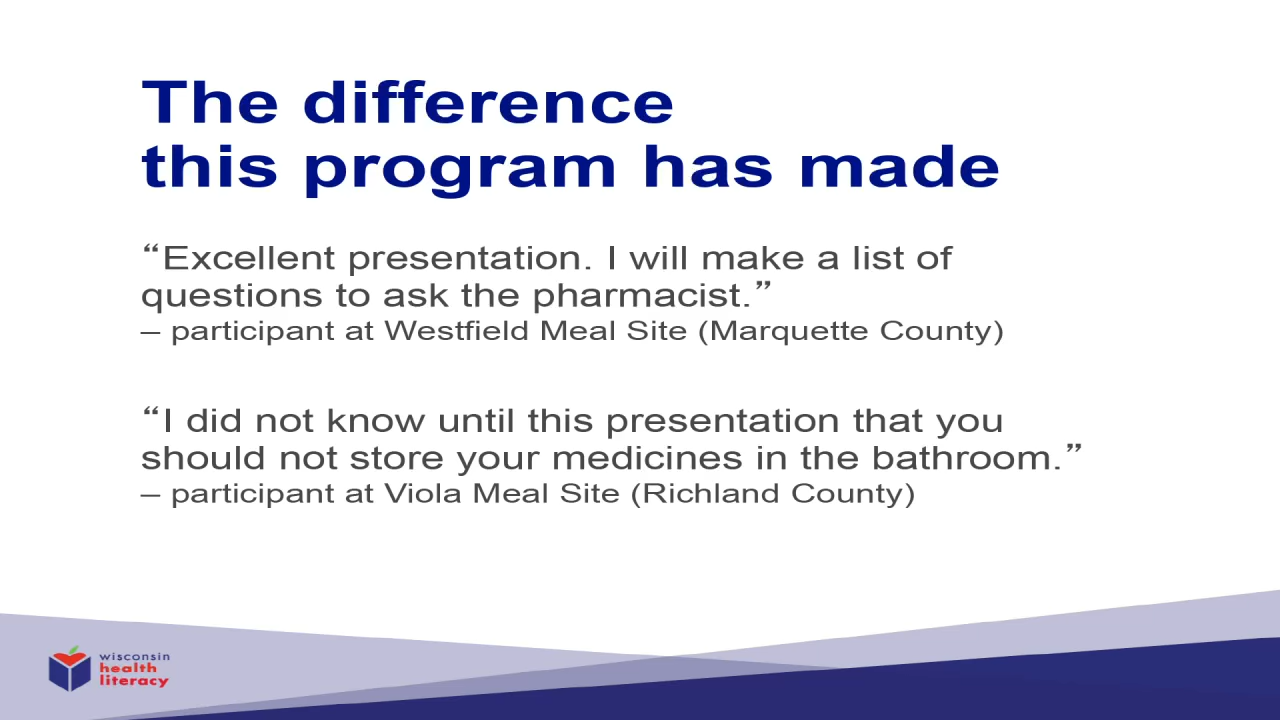 The difference
this program has made
“Excellent presentation. I will make a list of
questions to ask the pharmacist.”
– participant at Westfield Meal Site (Marquette County)
“I did not know until this presentation that you
should not store your medicines in the bathroom.”
– participant at Viola Meal Site (Richland County)
wisconsin
health
literacy